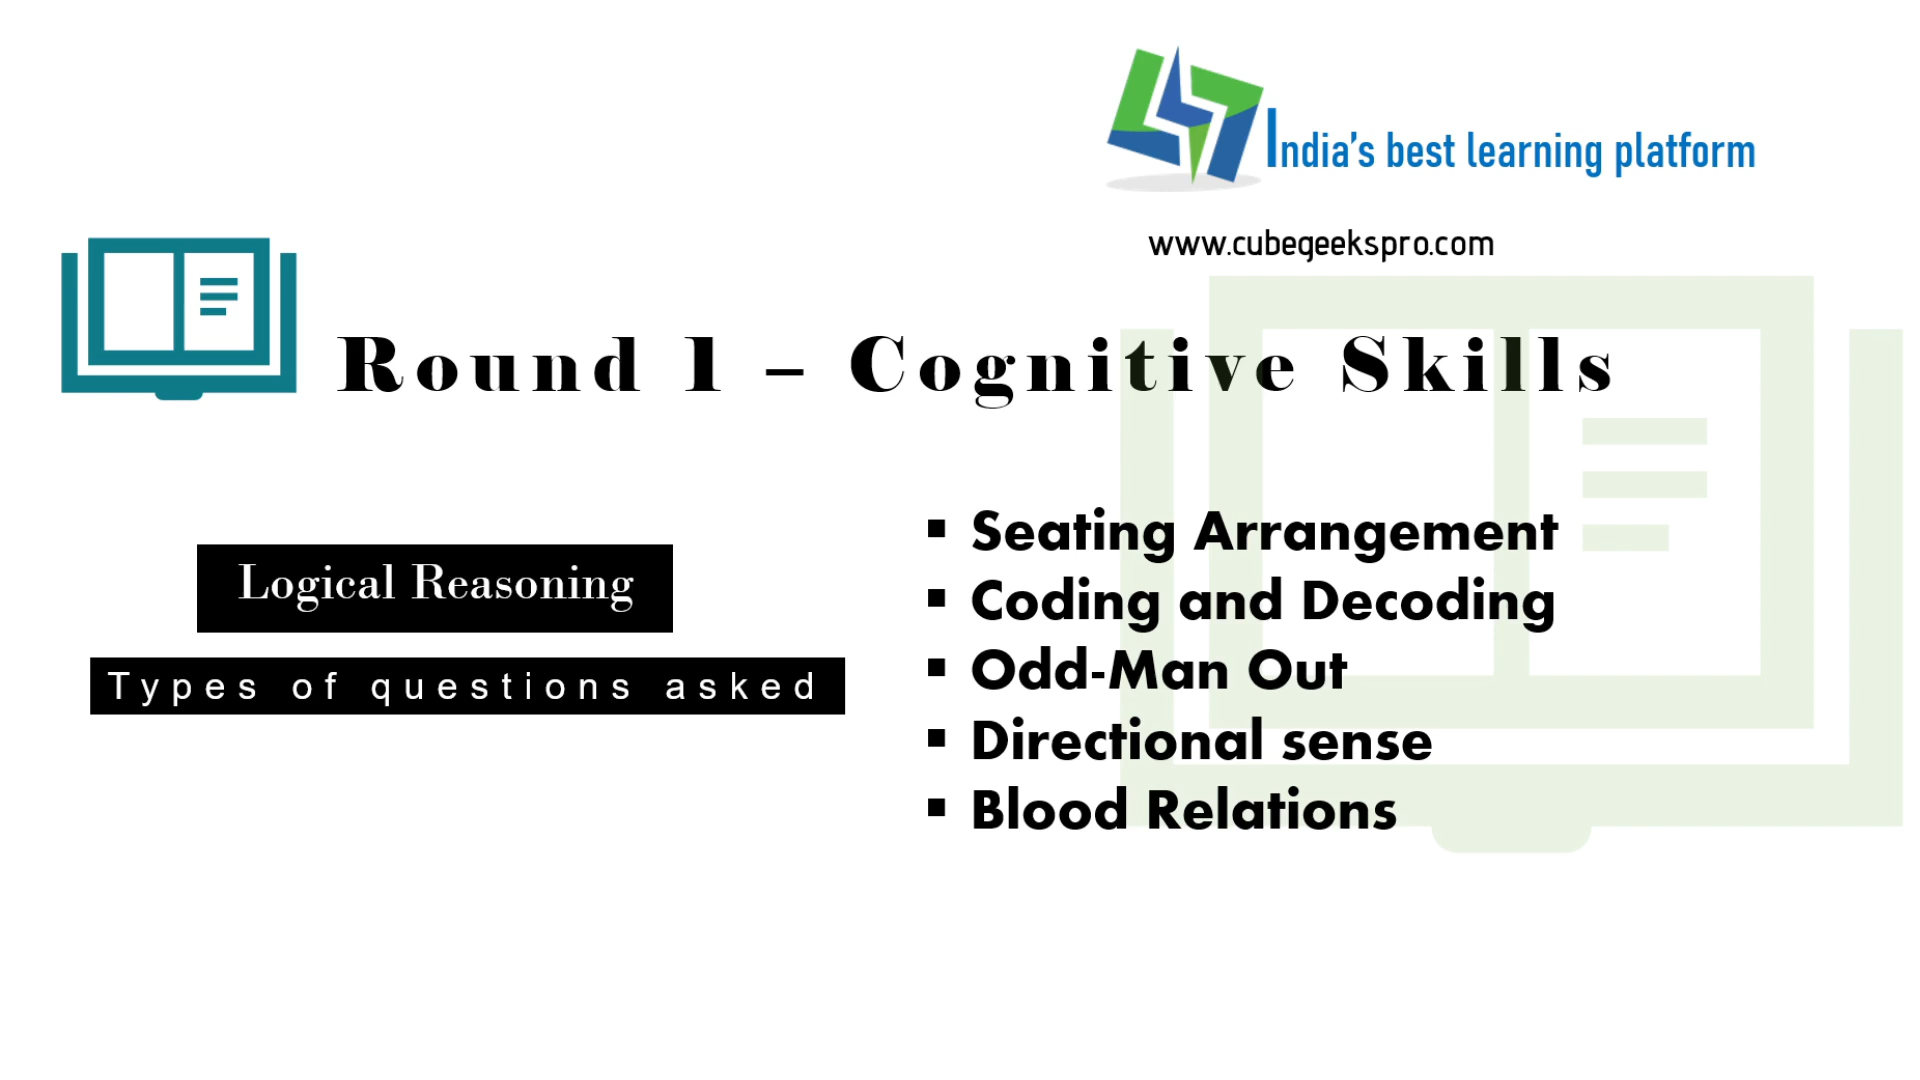 India's best learning platform
www.cubegeekspro.com
Round 1 – Cognitive Skills
Logical Reasoning
Types of questions asked
▪ Seating Arrangement
▪ Coding and Decoding
▪ Odd-Man Out
▪ Directional sense
▪ Blood Relations